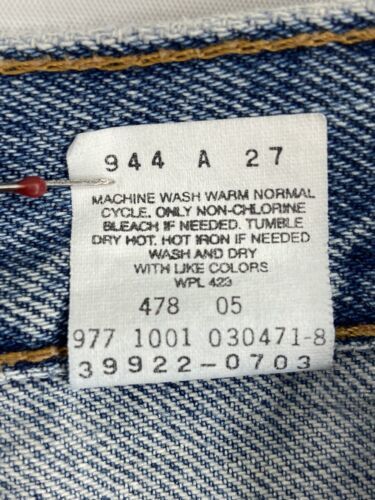 944 A 27
MACHINE WASH WARM NORMAL
CYCLE. ONLY NON-CHLORINE
BLEACH IF NEEDED. TUMBLE
DRY HOT. HOT IRON IF NEEDED
WASH AND DRY
WITH LIKE COLORS
WPL 423
478 05
977 1001 030471-8
39922-0703